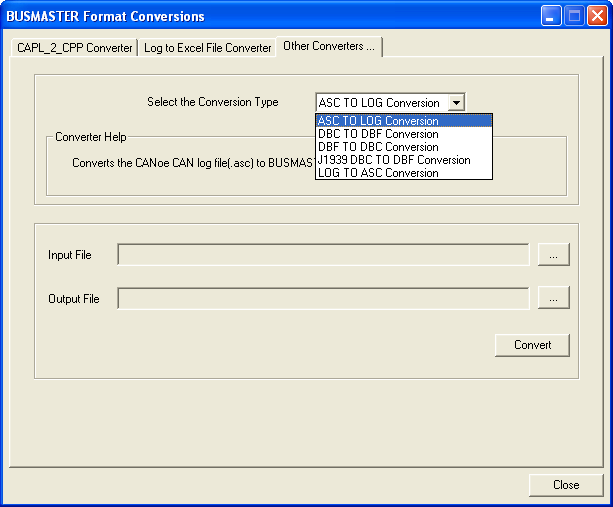 BUSMASTER Format Conversions
CAPL_2_CPP Converter
Log to Excel File Converter
Other Converters ...
Select the Conversion Type
ASC TO LOG Conversion
ASC TO LOG Conversion
DBC TO DBF Conversion
DBF TO DBC Conversion
J1939 DBC TO DBF Conversion
LOG TO ASC Conversion
Converter Help
Converts the CANoe CAN log file(.asc) to BUSMAST
Input File
...
Output File
...
Convert
Close